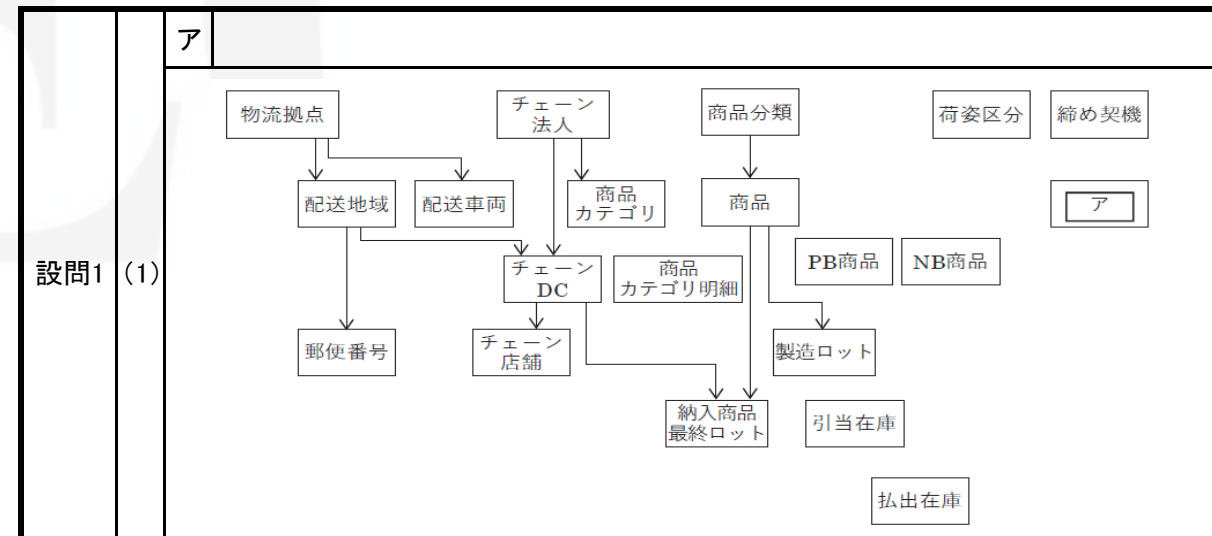 ア
物流拠点
チェーン
法人
商品分類
荷姿区分
締め契機
配送地域
配送車両
商品
カテゴリ
商品
ア
設問1 (1)
チェーン
DC
商品
カテゴリ明細
PB商品
NB商品
郵便番号
チェーン
店舗
製造ロット
納入商品
最終ロット
引当在庫
払出在庫